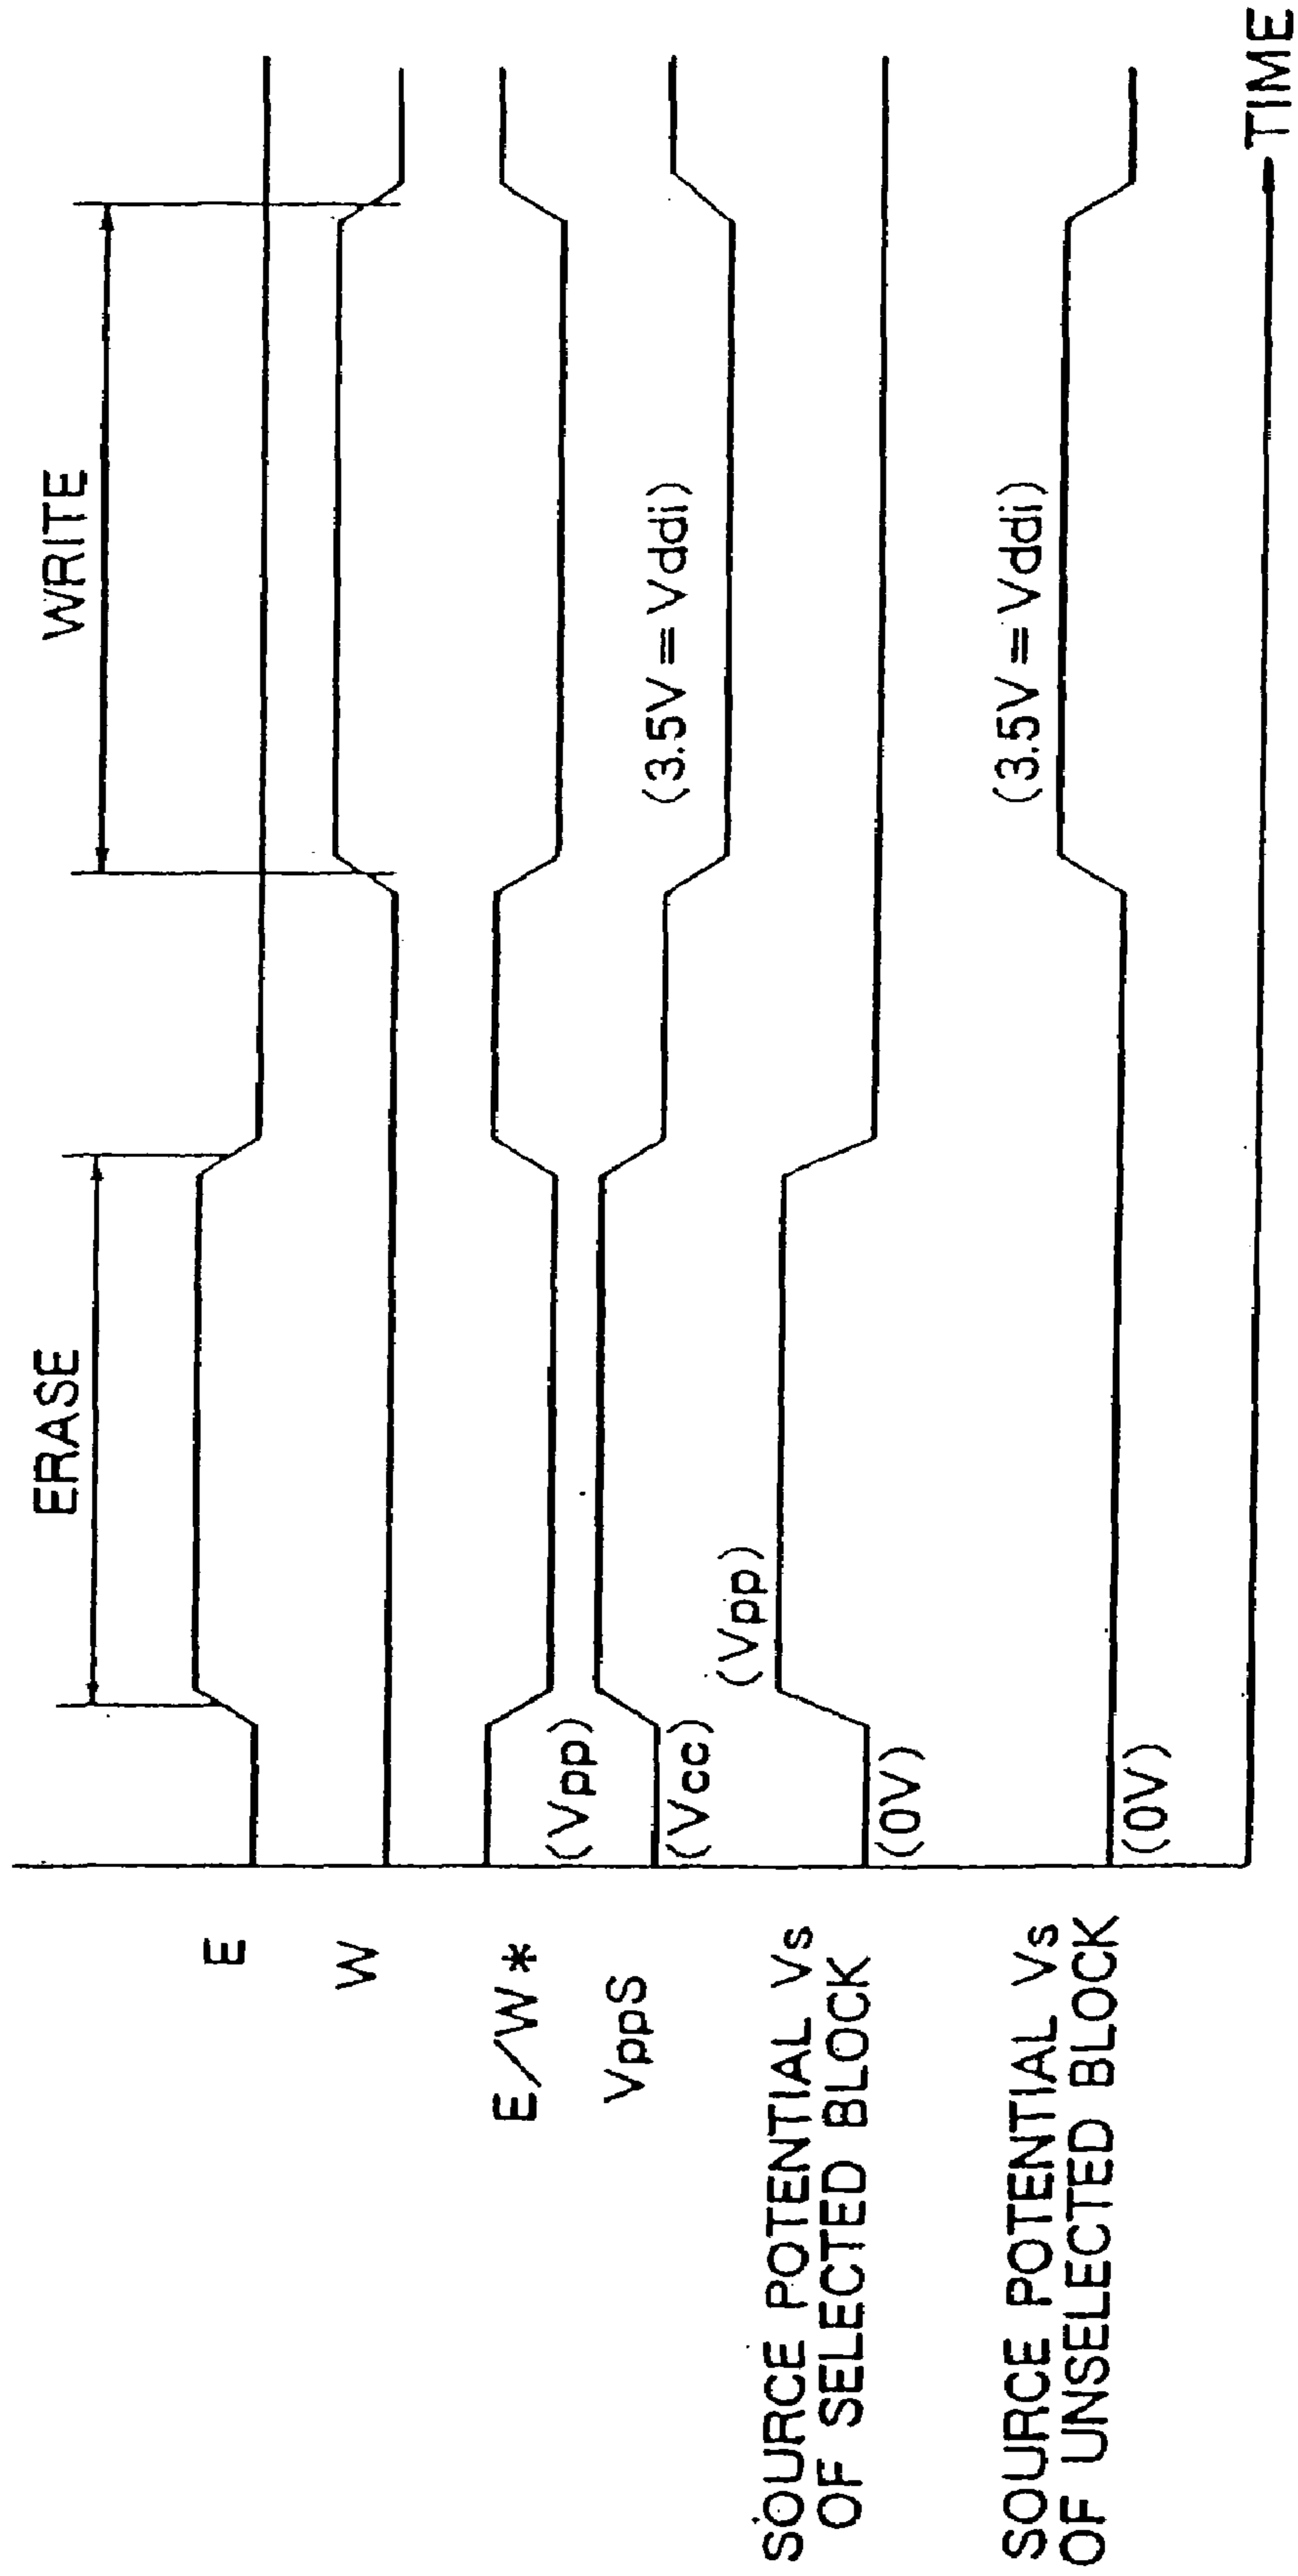 ERASE
WRITE
E
W
E/W*
(Vpp)
VppS
(Vcc)
(3.5V = Vddi)
(Vpp)
SOURCE POTENTIAL Vs
OF SELECTED BLOCK
(0V)
(3.5V = Vddi)
SOURCE POTENTIAL Vs
OF UNSELECTED BLOCK
(0V)
TIME